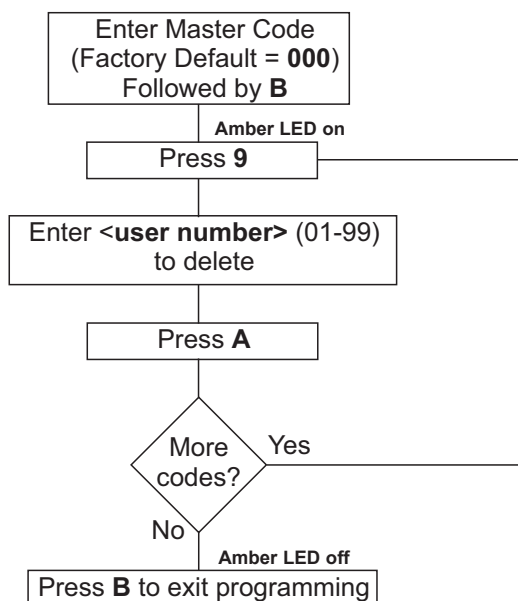 Enter Master Code
(Factory Default = 000)
Followed by B
Amber LED on
Press 9
Enter <user number> (01-99)
to delete
Press A
More
codes?
Yes
No
Amber LED off
Press B to exit programming